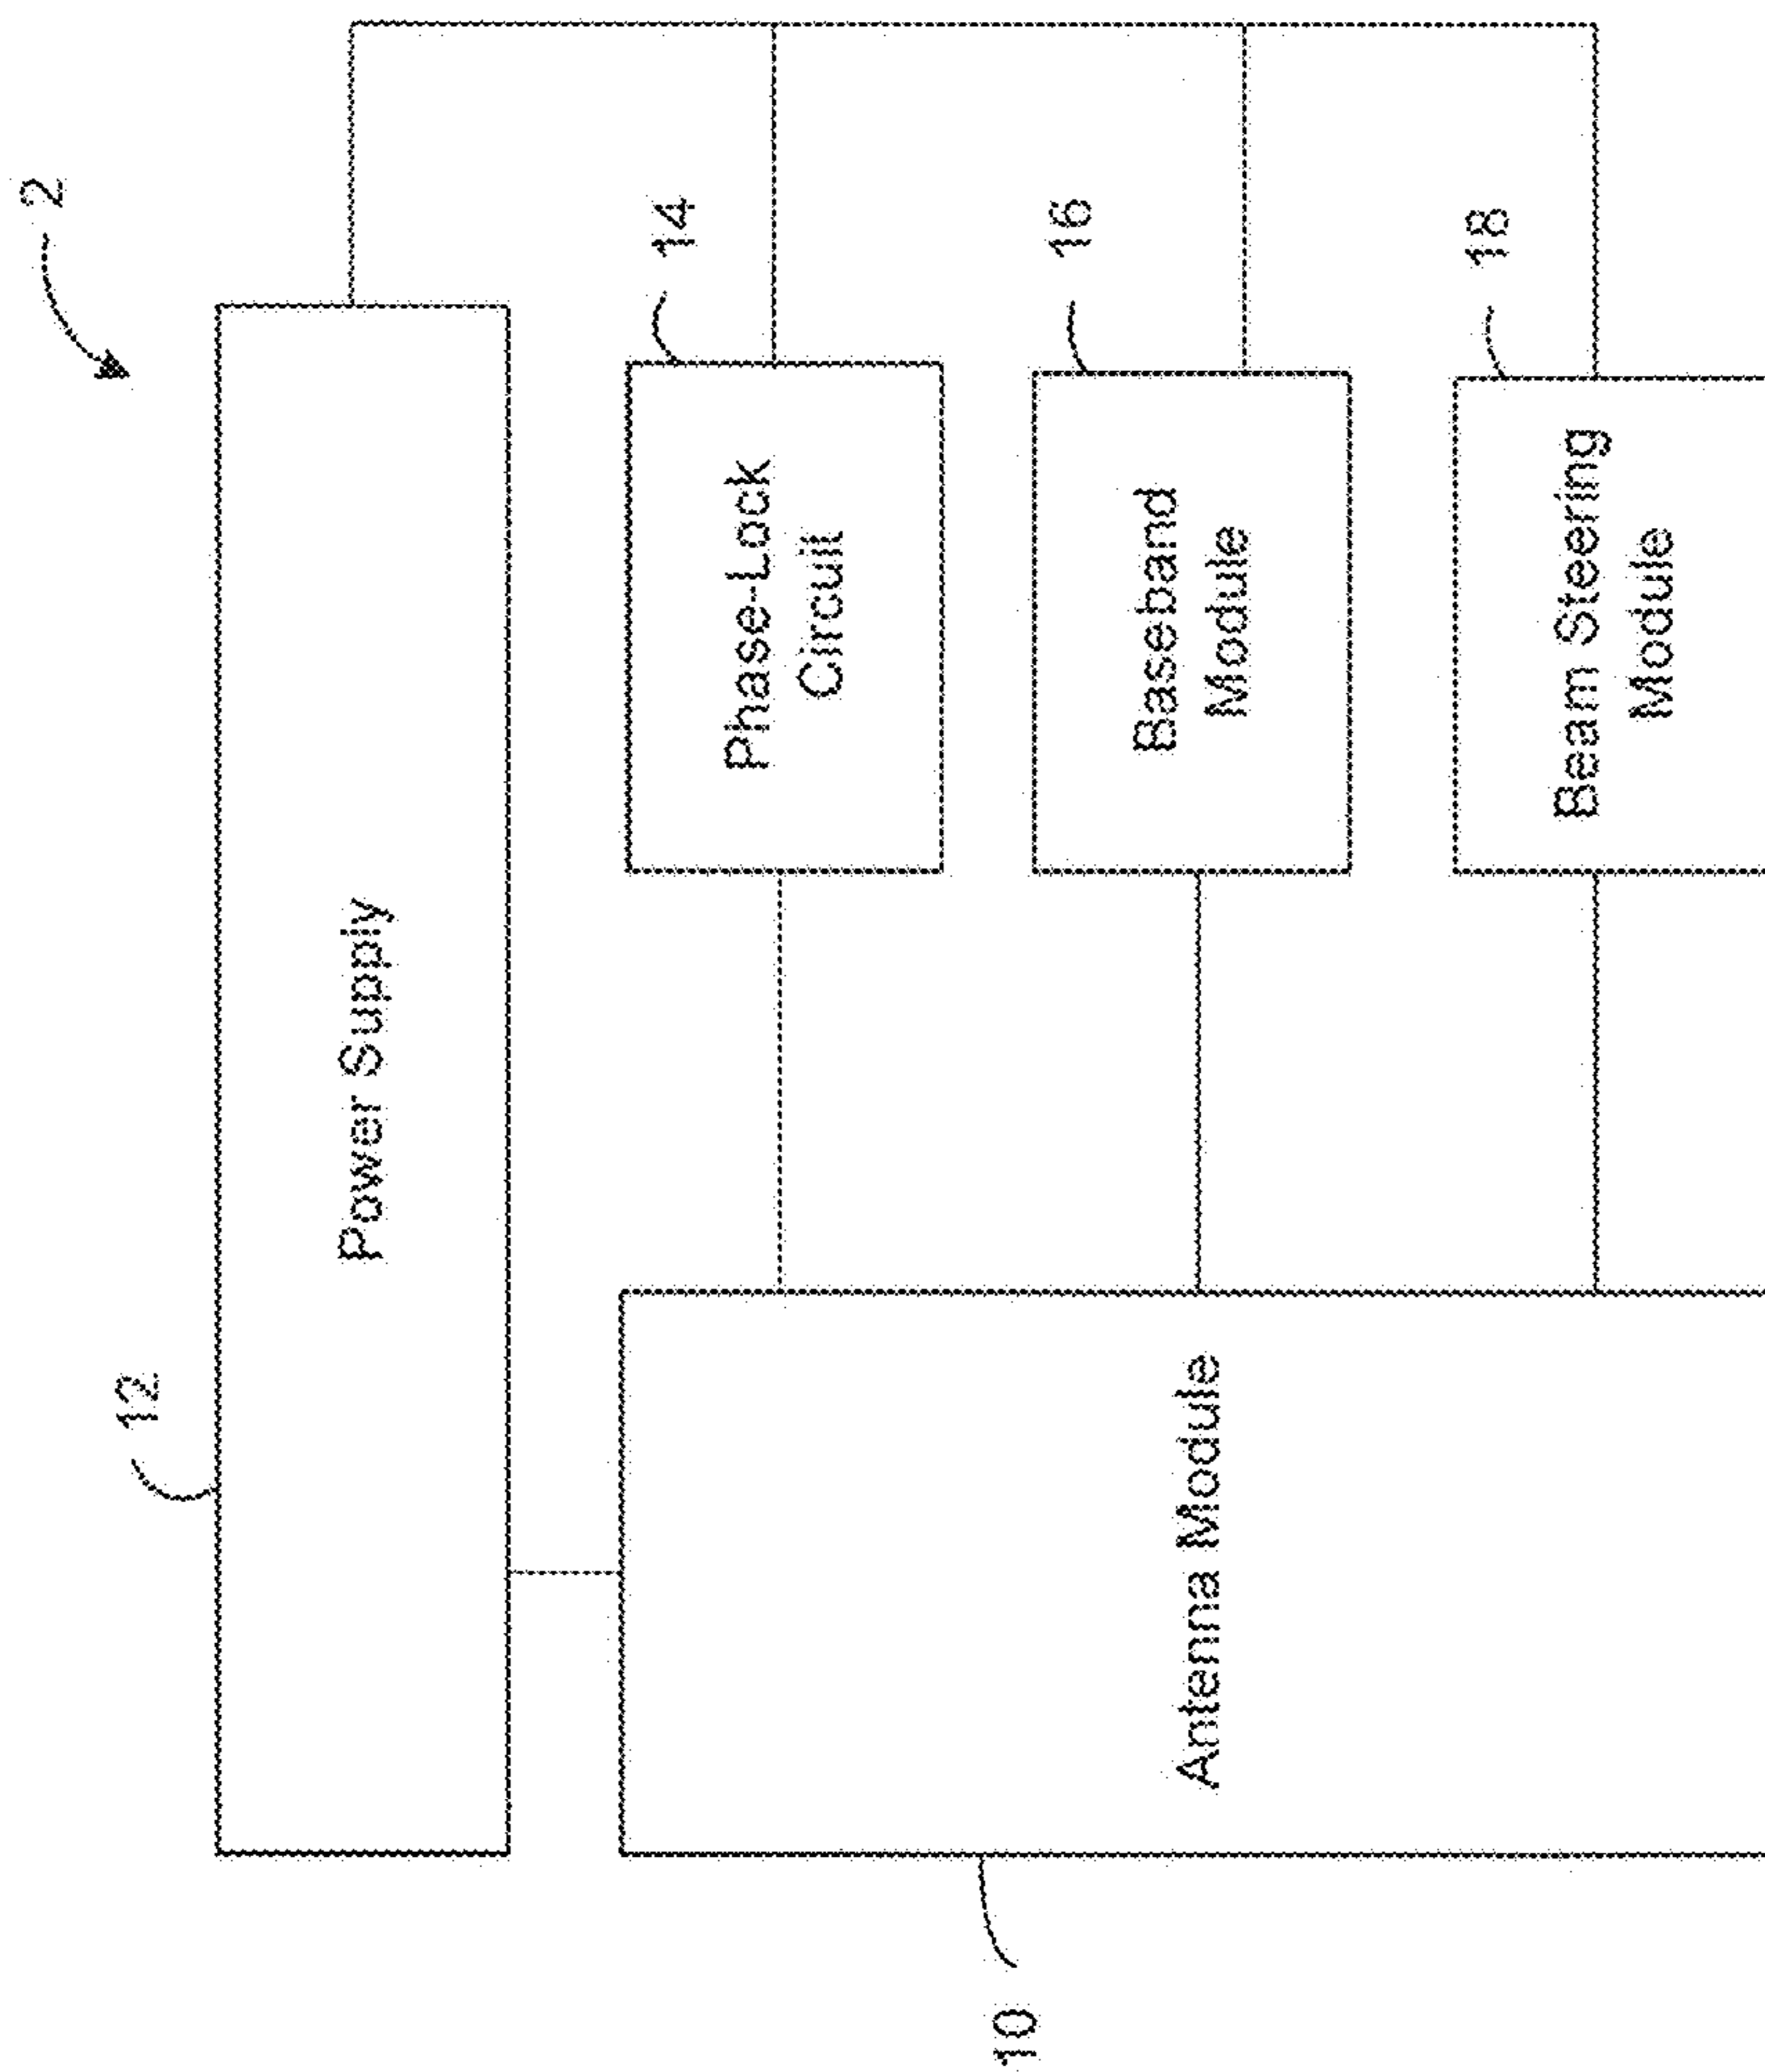 2
12
Power Supply
14
Phase-Lock
Circuit
16
Baseband
Module
18
Beam Steering
Module
Antenna Module
10